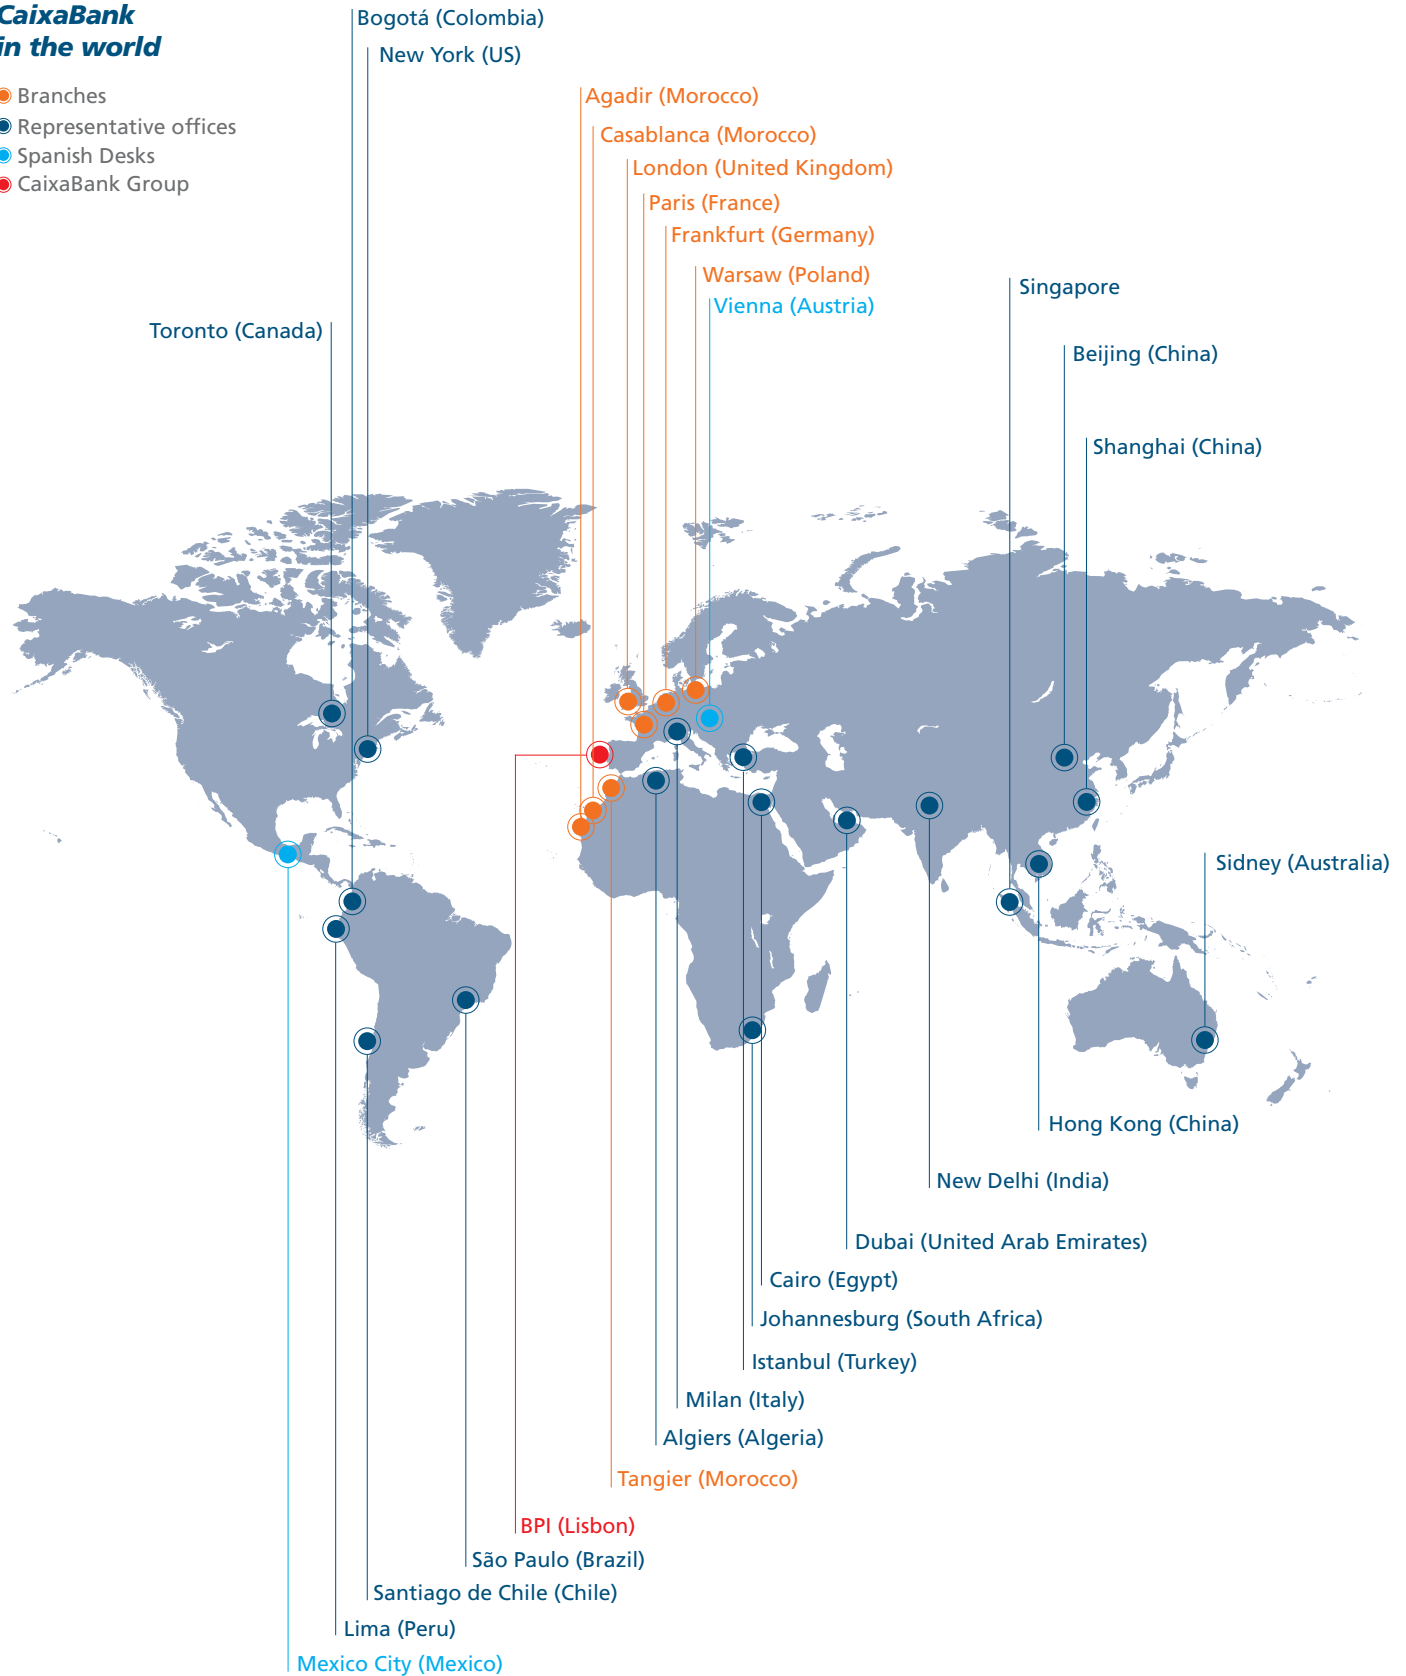 CaixaBank
in the world
Branches
Representative offices
Spanish Desks
CaixaBank Group
Bogotá (Colombia)
New York (US)
Agadir (Morocco)
Casablanca (Morocco)
London (United Kingdom)
Paris (France)
Frankfurt (Germany)
Warsaw (Poland)
Vienna (Austria)
Toronto (Canada)
Singapore
Beijing (China)
Shanghai (China)
Sidney (Australia)
Hong Kong (China)
New Delhi (India)
Dubai (United Arab Emirates)
Cairo (Egypt)
Johannesburg (South Africa)
Istanbul (Turkey)
Milan (Italy)
Algiers (Algeria)
Tangier (Morocco)
BPI (Lisbon)
São Paulo (Brazil)
Santiago de Chile (Chile)
Lima (Peru)
Mexico City (Mexico)